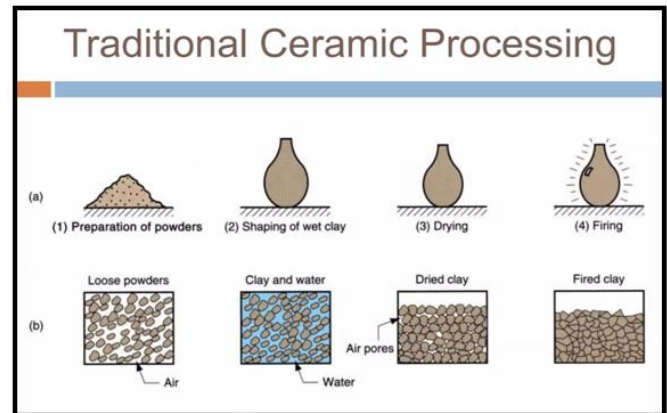 Traditional Ceramic Processing
(a)
(1) Preparation of powders
(2) Shaping of wet clay
(3) Drying
(4) Firing
Loose powders
Clay and water
Dried clay
Fired clay
(b)
Air pores
Air
Water